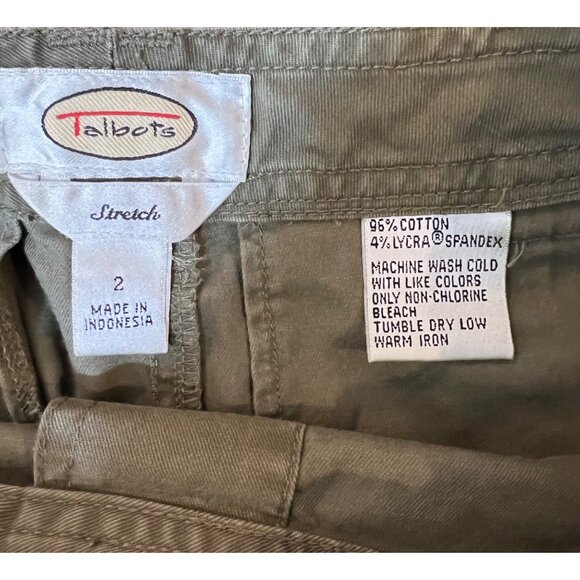 Talbots
Stretch
2
MADE IN
INDONESIA
96% COTTON
4% LYCRA® SPANDEX
MACHINE WASH COLD
WITH LIKE COLORS
ONLY NON-CHLORINE
BLEACH
TUMBLE DRY LOW
WARM IRON